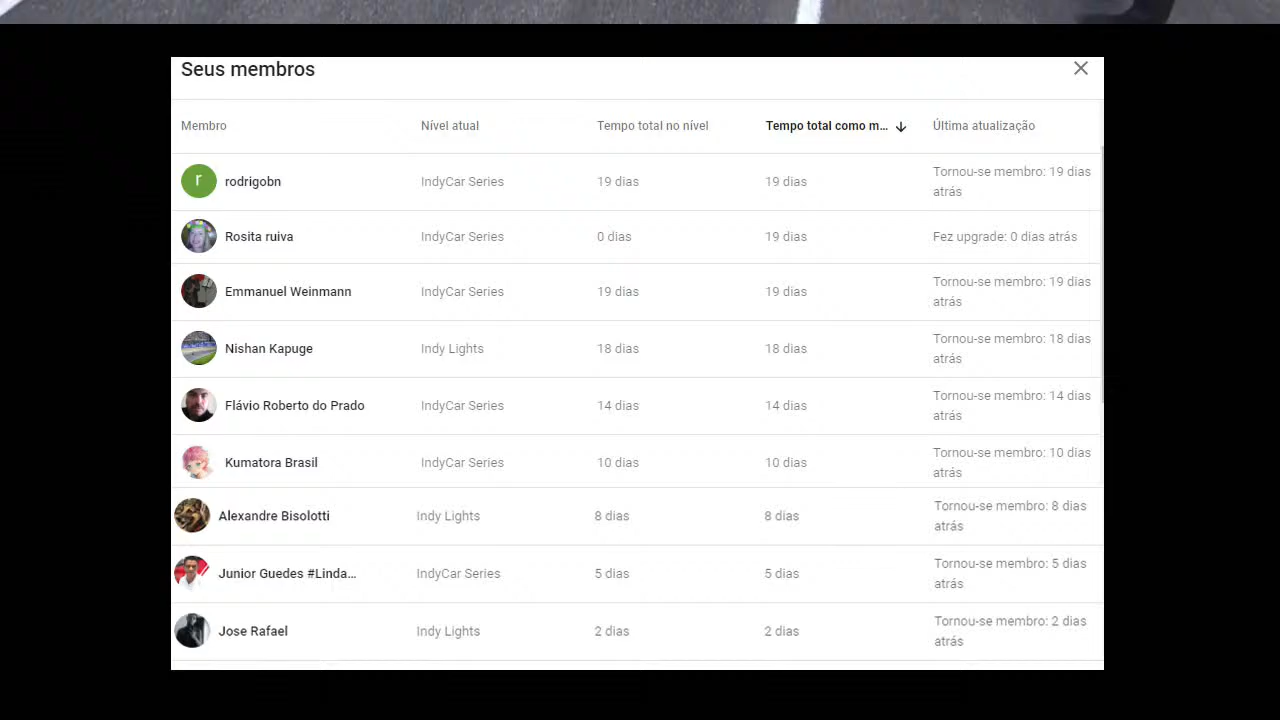 Seus membros
Membro Nível atual Tempo total no nível Tempo total como m... Última atualização
r rodrigobn IndyCar Series 19 dias 19 dias Tornou-se membro: 19 dias
atrás
Rosita ruiva IndyCar Series 0 dias 19 dias Fez upgrade: 0 dias atrás
Emmanuel Weinmann IndyCar Series 19 dias 19 dias Tornou-se membro: 19 dias
atrás
Nishan Kapuge Indy Lights 18 dias 18 dias Tornou-se membro: 18 dias
atrás
Flávio Roberto do Prado IndyCar Series 14 dias 14 dias Tornou-se membro: 14 dias
atrás
Kumatora Brasil IndyCar Series 10 dias 10 dias Tornou-se membro: 10 dias
atrás
Alexandre Bisolotti Indy Lights 8 dias 8 dias Tornou-se membro: 8 dias
atrás
Junior Guedes #Linda... IndyCar Series 5 dias 5 dias Tornou-se membro: 5 dias
atrás
Jose Rafael Indy Lights 2 dias 2 dias Tornou-se membro: 2 dias
atrás